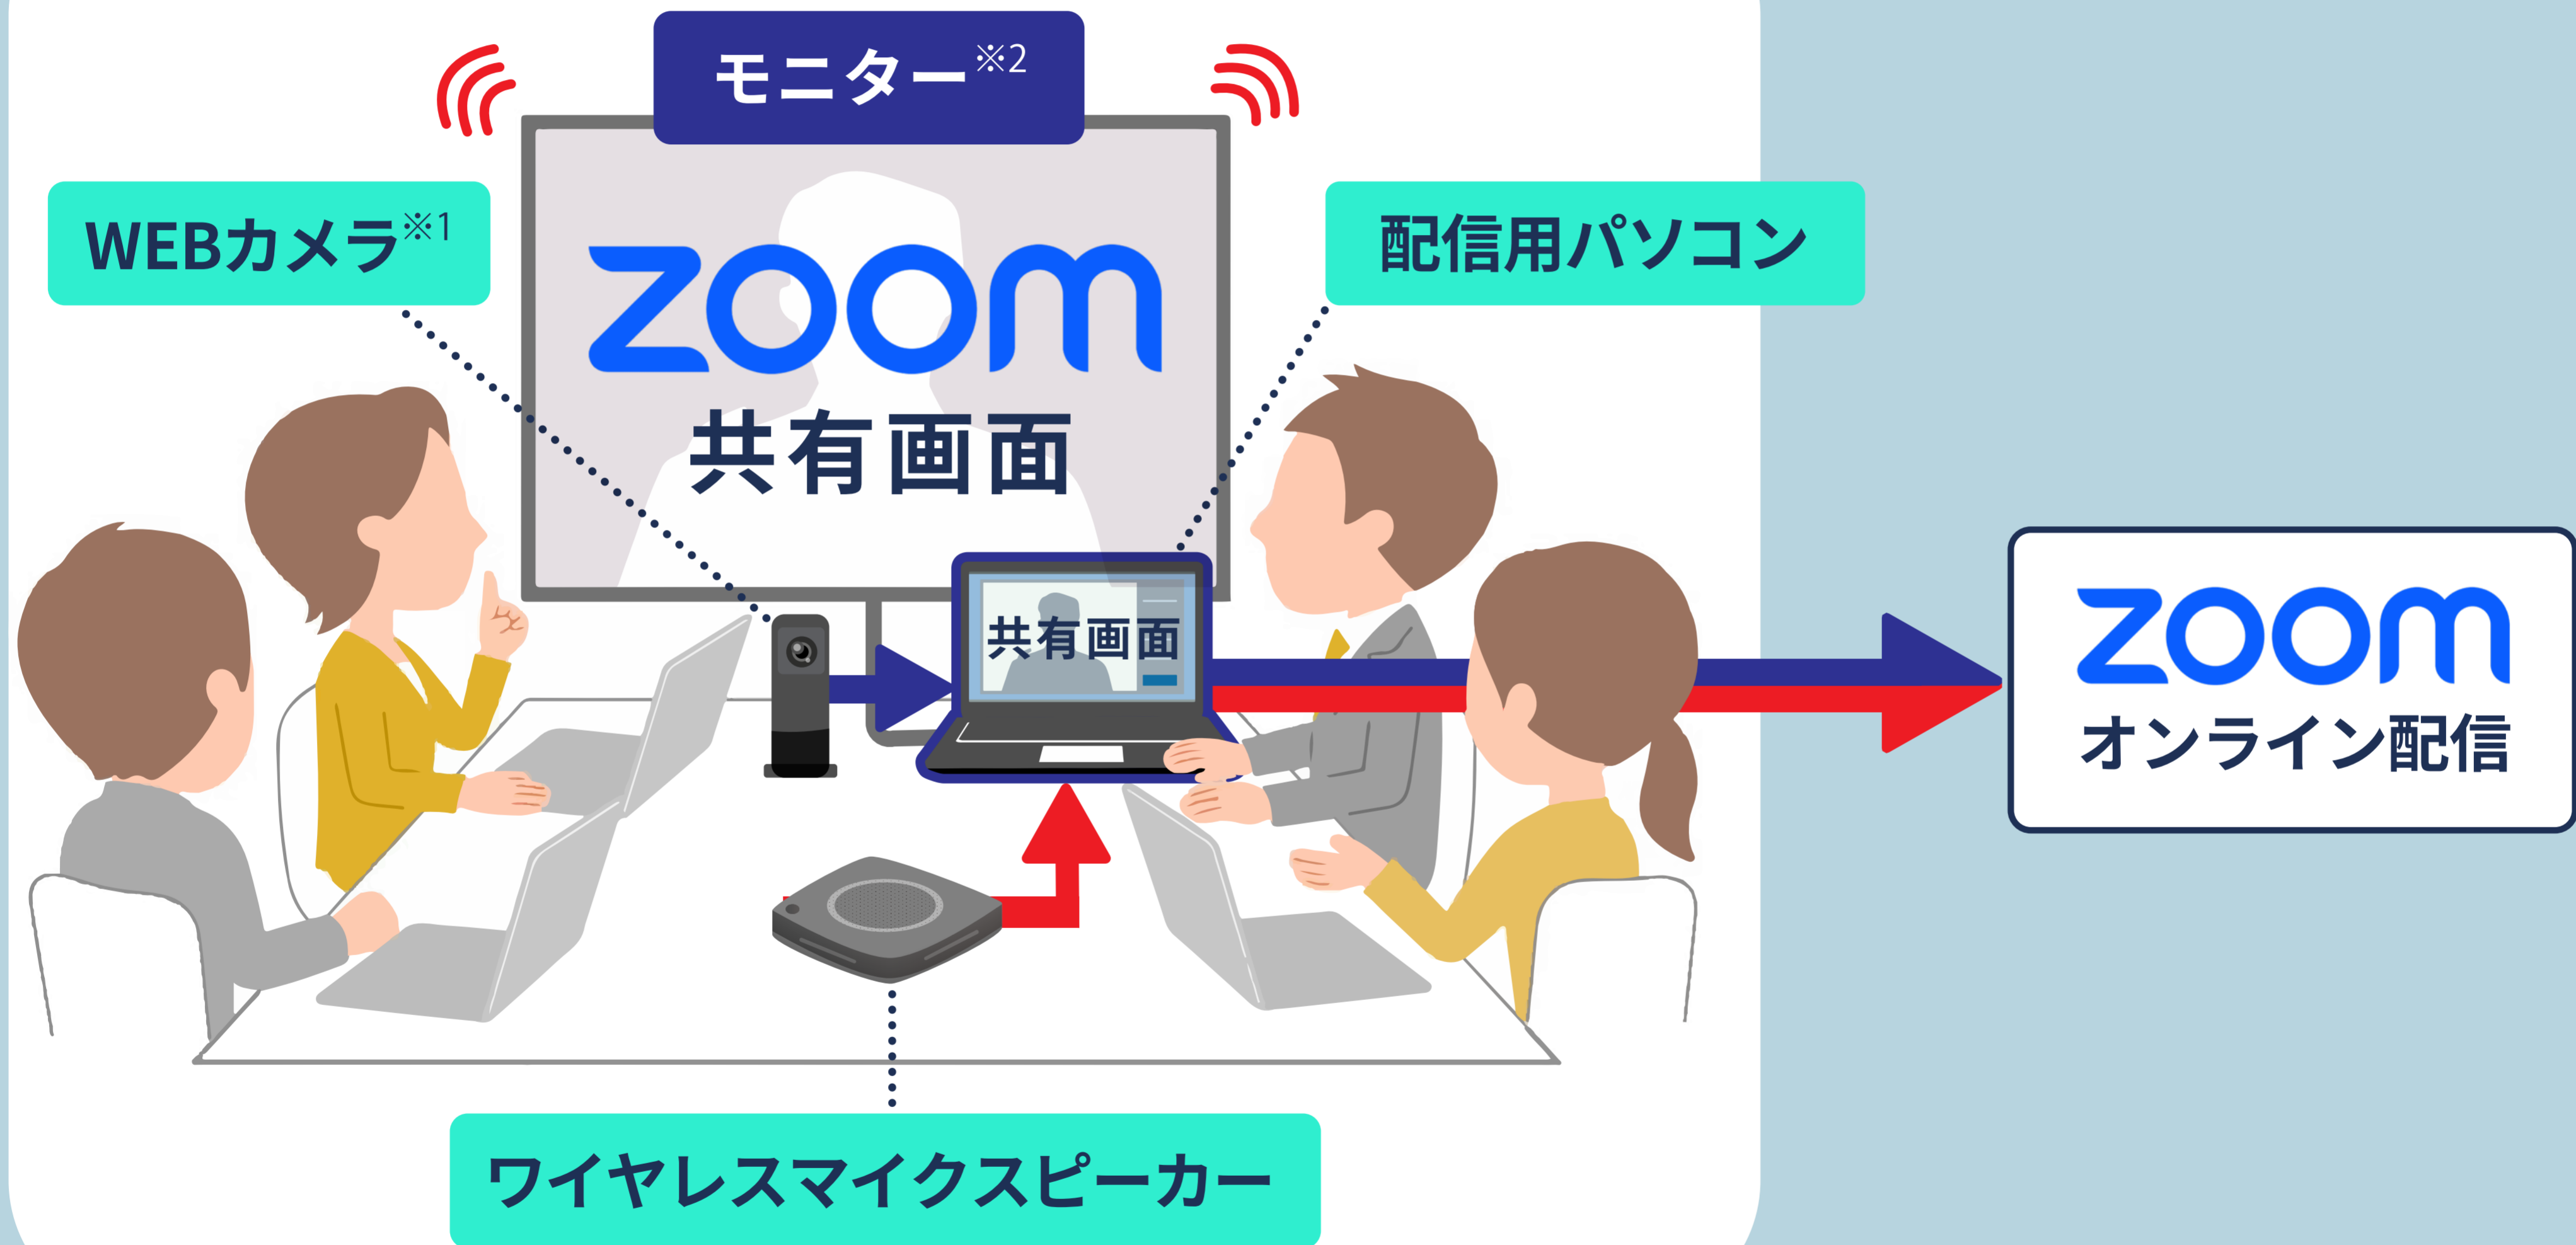 モニター※2
WEBカメラ※1
配信用パソコン
zoom
共有画面
共有画面
zoom
オンライン配信
ワイヤレスマイクスピーカー